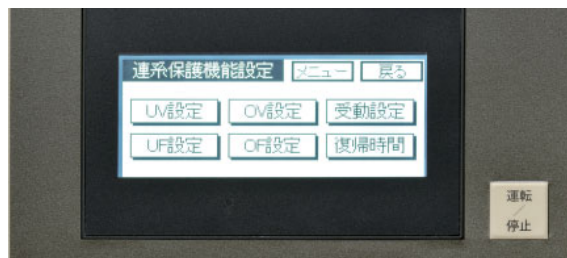 連系保護機能設定 メニュー 戻る
UV設定 OV設定 受動設定
UF設定 OF設定 復帰時間
運転
／
停止